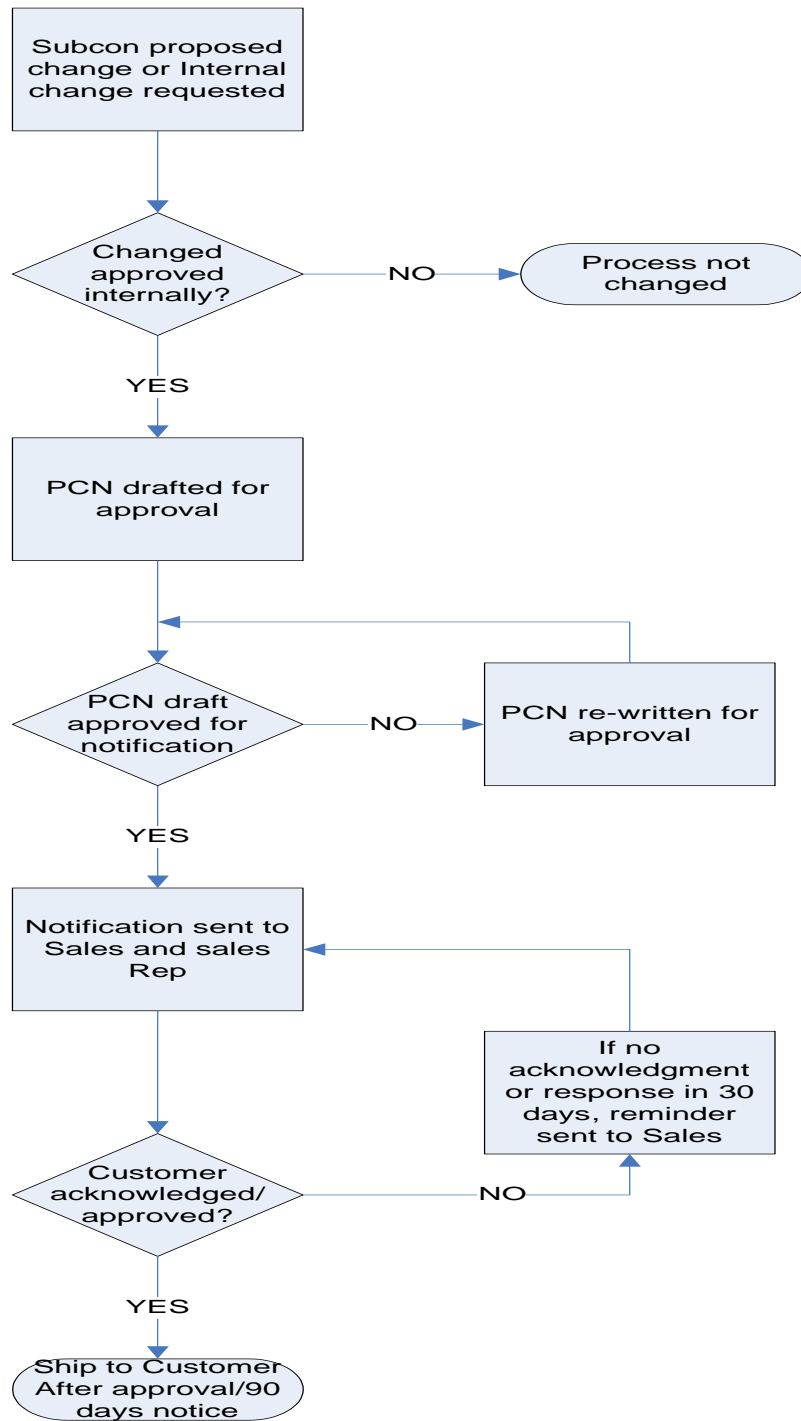 Subcon proposed
change or Internal
change requested
Changed
approved
internally?
NO
Process not
changed
YES
PCN drafted for
approval
PCN draft
approved for
notification
NO
PCN re-written for
approval
YES
Notification sent to
Sales and sales
Rep
If no
acknowledgment
or response in 30
days, reminder
sent to Sales
Customer
acknowledged/
approved?
NO
YES
Ship to Customer
After approval/90
days notice